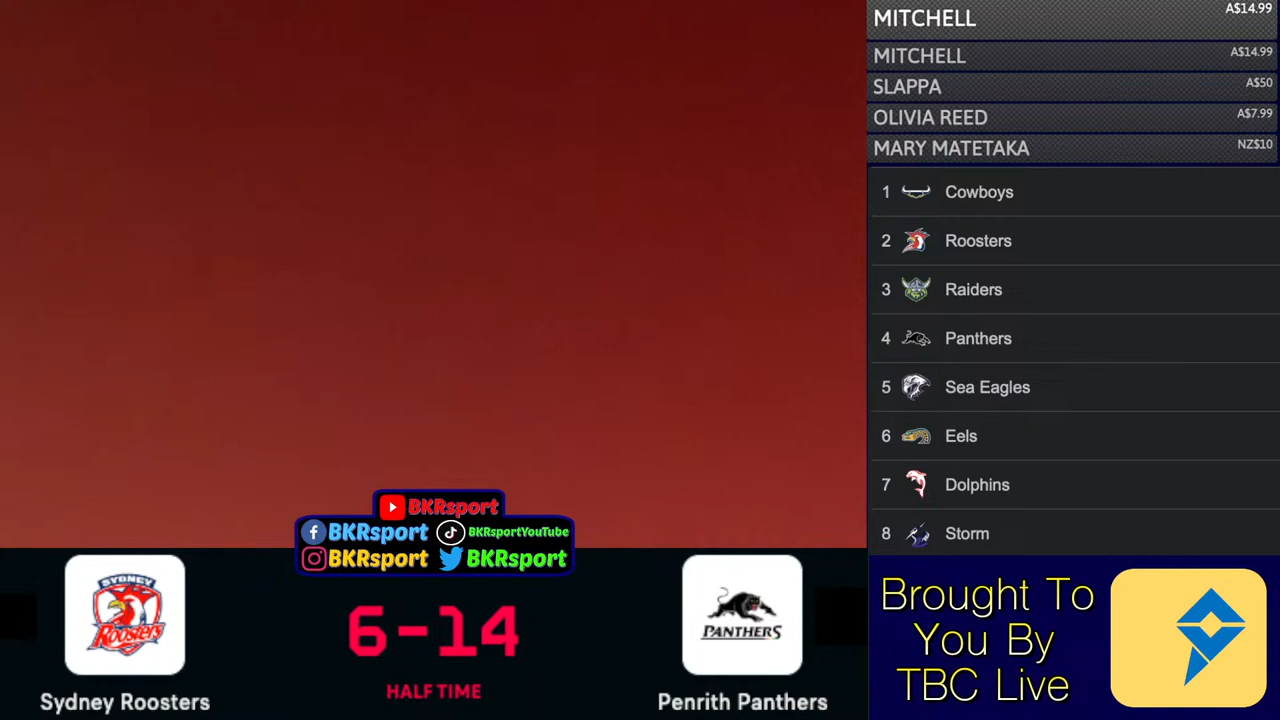 MITCHELL A$14.99
MITCHELL A$14.99
SLAPPA A$50
OLIVIA REED A$7.99
MARY MATETAKA NZ$10
1 Cowboys
2 Roosters
3 Raiders
4 Panthers
5 Sea Eagles
6 Eels
7 Dolphins
8 Storm
BKRsport
BKRsport BKRsportYouTube
BKRsport BKRsport
SYDNEY
Roosters
6-14
HALF TIME
PANTHERS
Sydney Roosters
Penrith Panthers
Brought To
You By
TBC Live